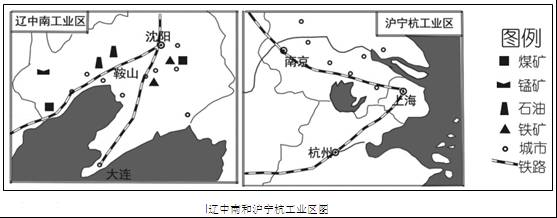 辽中南工业区
沈阳
鞍山
大连
沪宁杭工业区
南京
上海
杭州
图例
煤矿
锰矿
石油
铁矿
城市
铁路
辽中南和沪宁杭工业区图